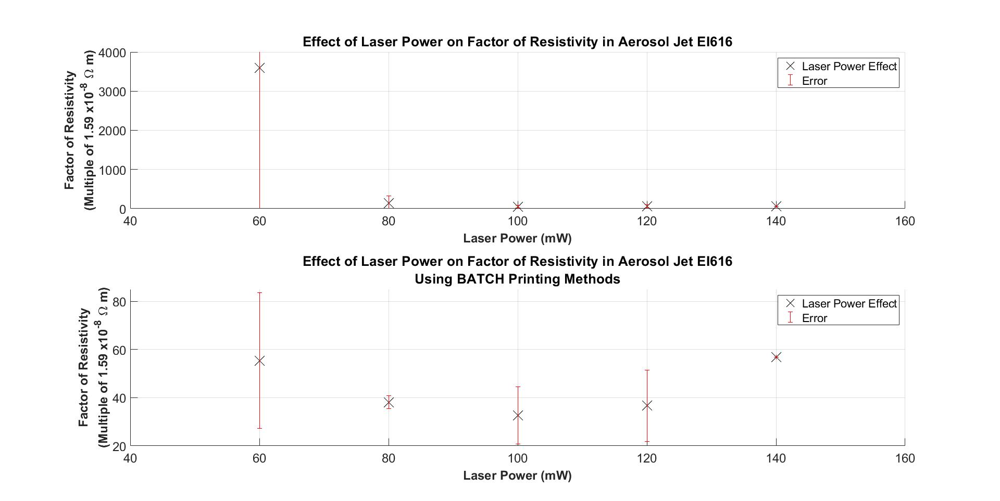 Effect of Laser Power on Factor of Resistivity in Aerosol Jet EI616
Factor of Resistivity
(Multiple of 1.59 x10^-8 Ω m)
4000
3000
2000
1000
0
Laser Power Effect
Error
40 60 80 100 120 140 160
Laser Power (mW)
Effect of Laser Power on Factor of Resistivity in Aerosol Jet EI616
Using BATCH Printing Methods
Factor of Resistivity
(Multiple of 1.59 x10^-8 Ω m)
80
60
40
20
Laser Power Effect
Error
40 60 80 100 120 140 160
Laser Power (mW)